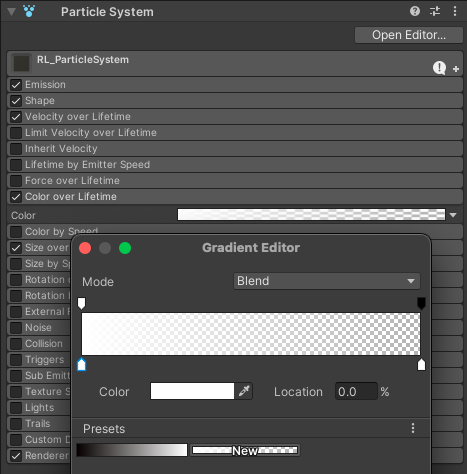 Particle System
Open Editor...
RL_ParticleSystem
Emission
Shape
Velocity over Lifetime
Limit Velocity over Lifetime
Inherit Velocity
Lifetime by Emitter Speed
Force over Lifetime
Color over Lifetime
Color
Color by Speed
Size over
Gradient Editor
Size by Sp
Rotation
Mode
Blend
Rotation
External F
Noise
Collision
Triggers
Sub Emitt
Texture S
Color
Location
0.0
%
Lights
Trails
Presets
Custom D
Renderer
New